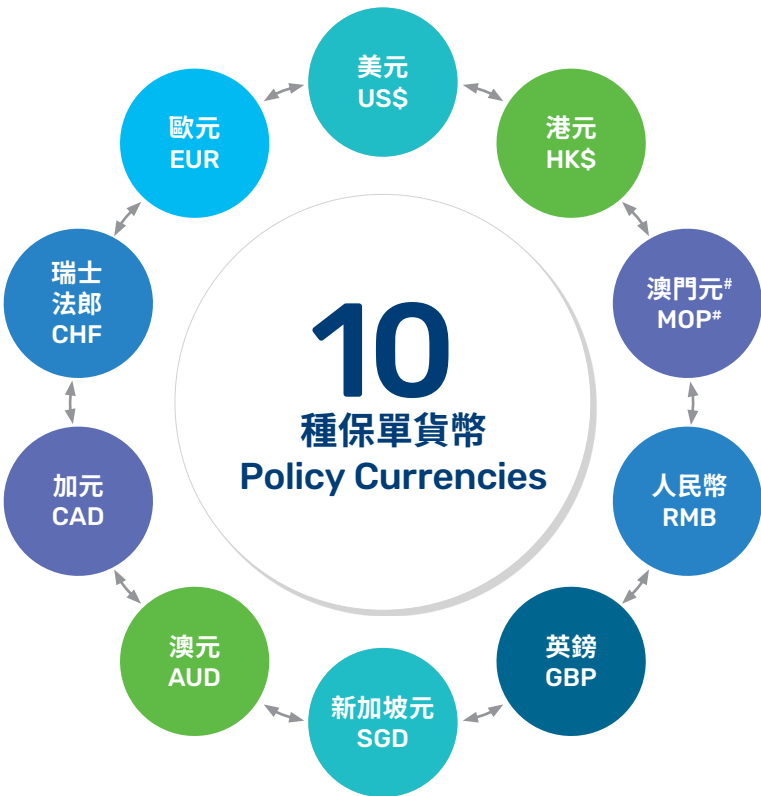 美元
US$
港元
HK$
澳門元#
MOP#
人民幣
RMB
英鎊
GBP
新加坡元
SGD
澳元
AUD
加元
CAD
瑞士
法郎
CHF
歐元
EUR
10
種保單貨幣
Policy Currencies